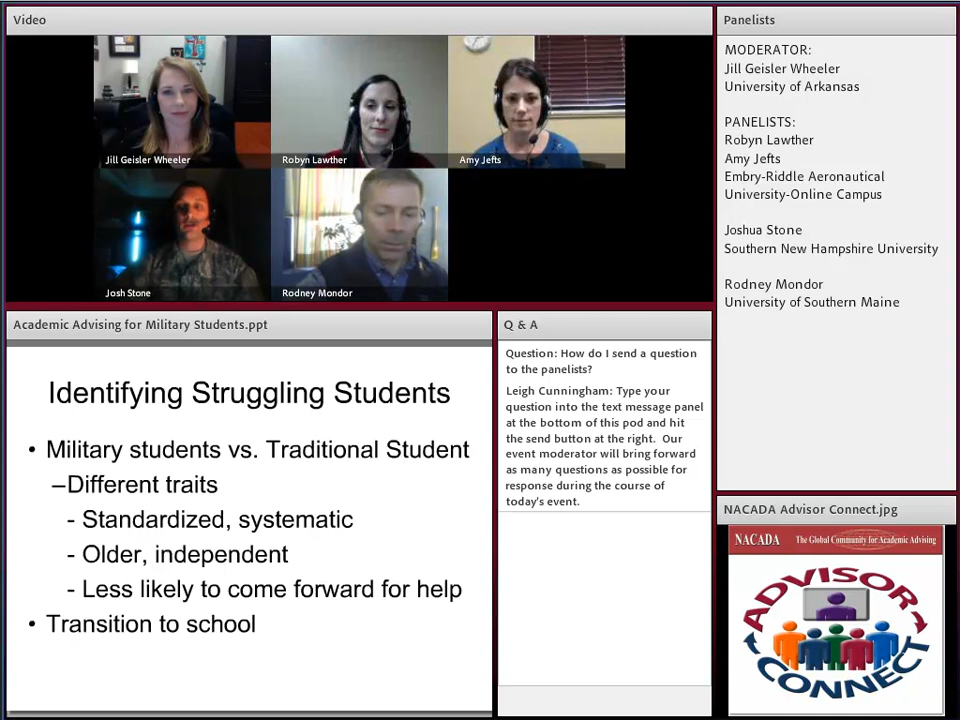 Video
Jill Geisler Wheeler
Robyn Lawther
Amy Jefts
Josh Stone
Rodney Mondor
Panelists
MODERATOR:
Jill Geisler Wheeler
University of Arkansas
PANELISTS:
Robyn Lawther
Amy Jefts
Embry-Riddle Aeronautical
University-Online Campus
Joshua Stone
Southern New Hampshire University
Rodney Mondor
University of Southern Maine
Academic Advising for Military Students.ppt
Identifying Struggling Students
• Military students vs. Traditional Student
–Different traits
- Standardized, systematic
- Older, independent
- Less likely to come forward for help
• Transition to school
Q & A
Question: How do I send a question
to the panelists?
Leigh Cunningham: Type your
question into the text message panel
at the bottom of this pod and hit
the send button at the right. Our
event moderator will bring forward
as many questions as possible for
response during the course of
today's event.
NACADA Advisor Connect.jpg
NACADA The Global Community for Academic Advising
ADVISOR
CONNECT